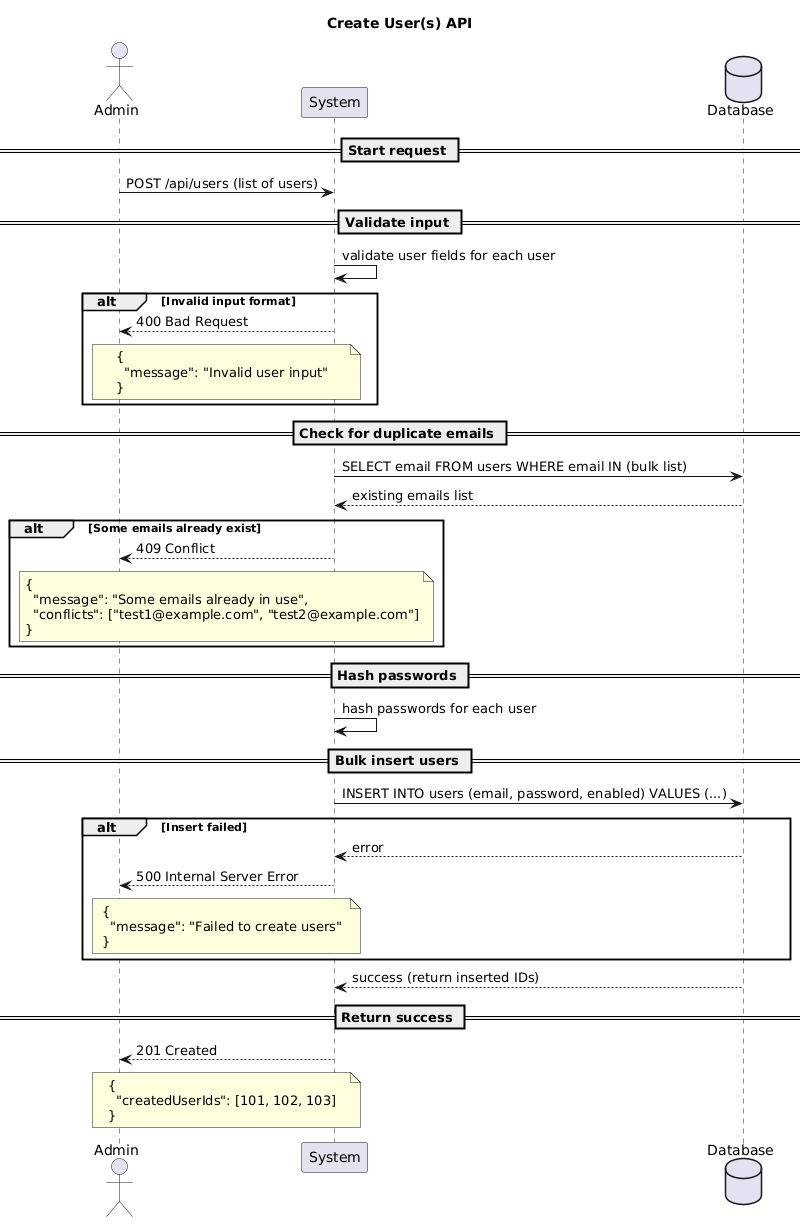 Create User(s) API
Admin
System
Database
Start request
POST /api/users (list of users)
Validate input
validate user fields for each user
alt [Invalid input format]
400 Bad Request
{
"message": "Invalid user input"
}
Check for duplicate emails
SELECT email FROM users WHERE email IN (bulk list)
existing emails list
alt [Some emails already exist]
409 Conflict
{
"message": "Some emails already in use",
"conflicts": ["test1@example.com", "test2@example.com"]
}
Hash passwords
hash passwords for each user
Bulk insert users
INSERT INTO users (email, password, enabled) VALUES (...)
alt [Insert failed]
error
500 Internal Server Error
{
"message": "Failed to create users"
}
success (return inserted IDs)
Return success
201 Created
{
"createdUserIds": [101, 102, 103]
}
Admin
System
Database